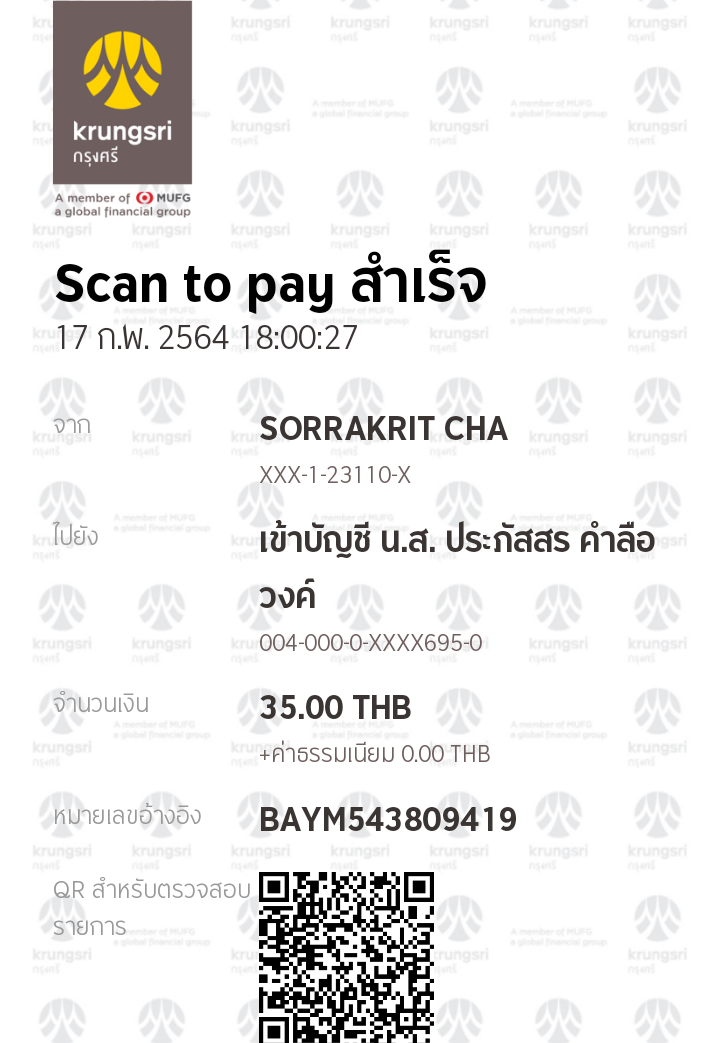 krungsri
กรุงศรี
A member of MUFG
a global financial group
Scan to pay สำเร็จ
17 ก.พ. 2564 18:00:27
จาก
SORRAKRIT CHA
XXX-1-23110-X
ไปยัง
เข้าบัญชี น.ส. ประภัสสร คำลือ
วงค์
004-000-0-XXXX695-0
จำนวนเงิน
35.00 THB
+ค่าธรรมเนียม 0.00 THB
หมายเลขอ้างอิง
BAYM543809419
QR สำหรับตรวจสอบ
รายการ